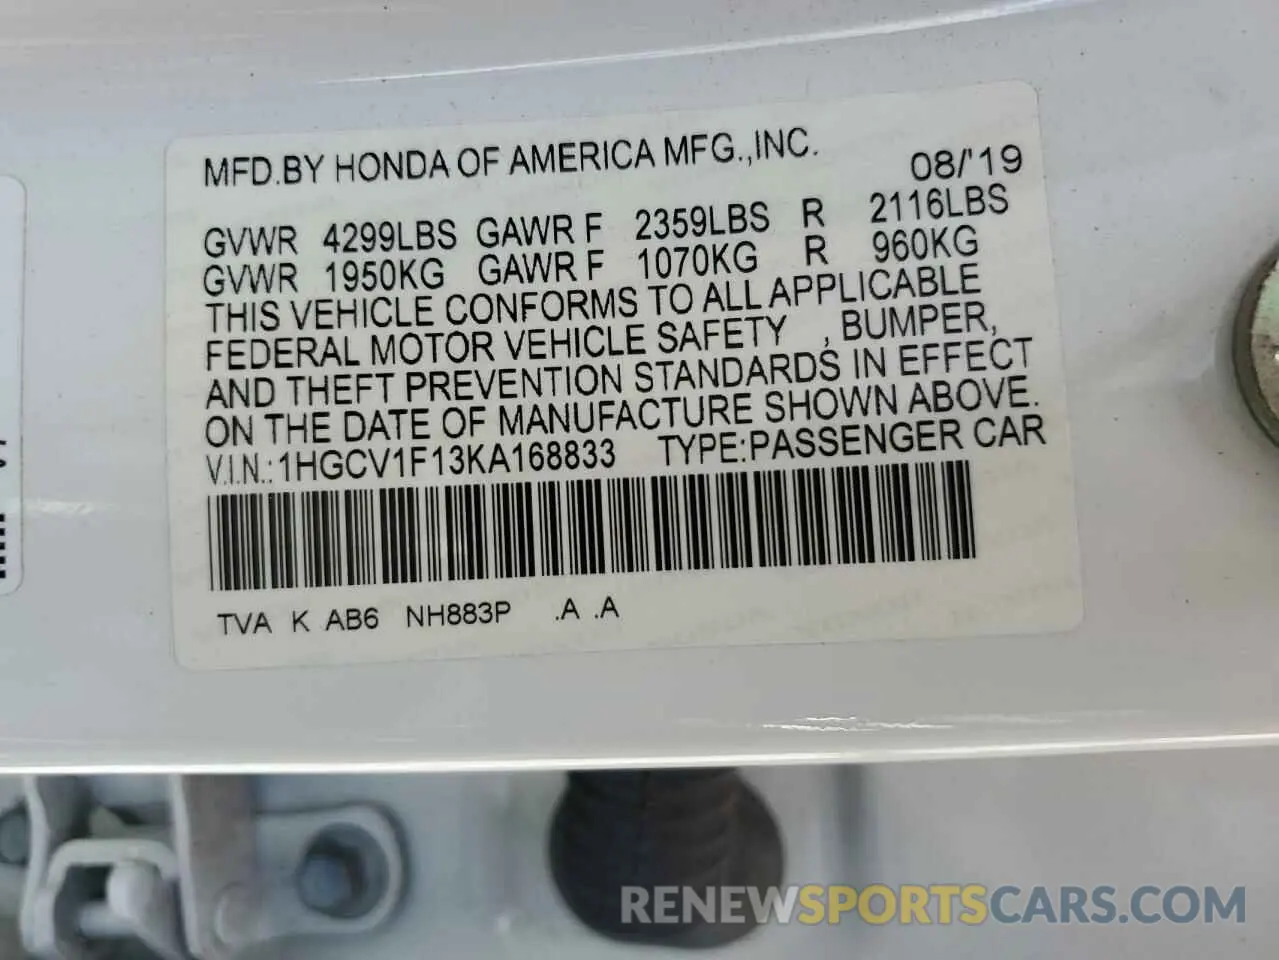 MFD.BY HONDA OF AMERICA MFG.,INC. 08/'19
GVWR 4299LBS GAWR F 2359LBS R 2116LBS
GVWR 1950KG GAWR F 1070KG R 960KG
THIS VEHICLE CONFORMS TO ALL APPLICABLE
FEDERAL MOTOR VEHICLE SAFETY , BUMPER,
AND THEFT PREVENTION STANDARDS IN EFFECT
ON THE DATE OF MANUFACTURE SHOWN ABOVE.
V.I.N.:1HGCV1F13KA168833 TYPE:PASSENGER CAR
TVA K AB6 NH883P .A .A
RENEWSPORTSCARS.COM